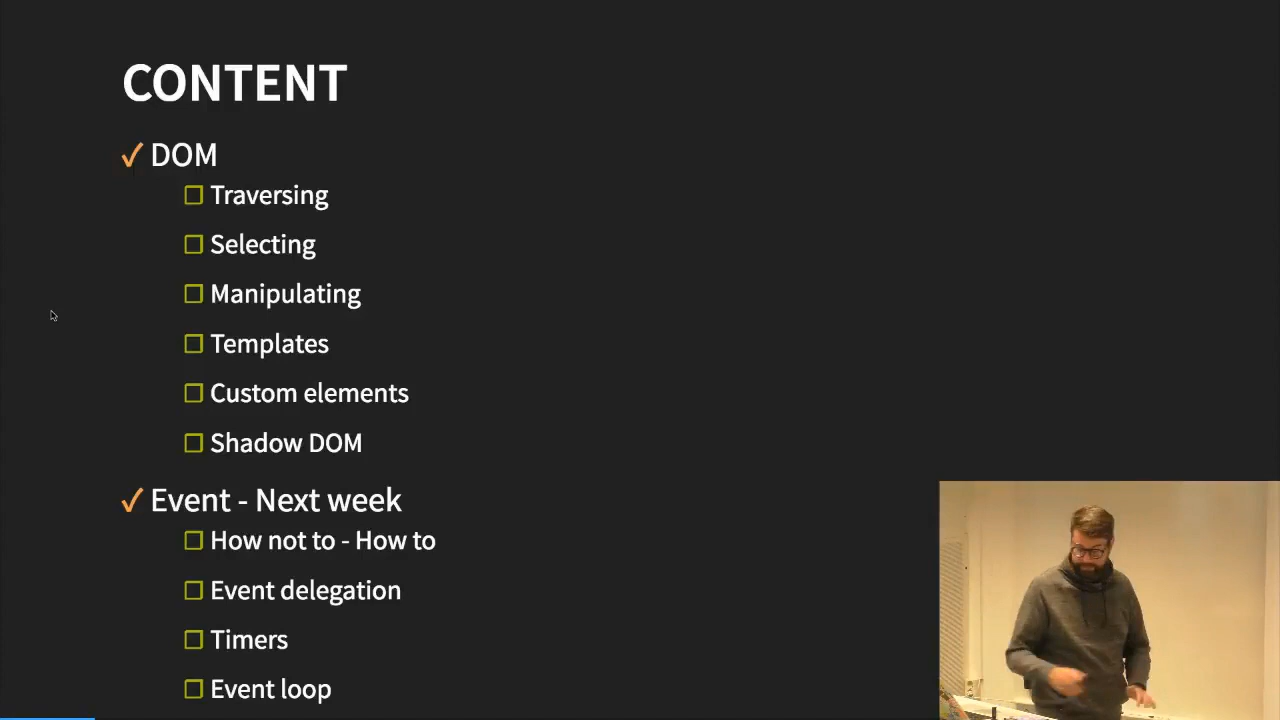 CONTENT
✓ DOM
☐ Traversing
☐ Selecting
☐ Manipulating
☐ Templates
☐ Custom elements
☐ Shadow DOM
✓ Event - Next week
☐ How not to - How to
☐ Event delegation
☐ Timers
☐ Event loop